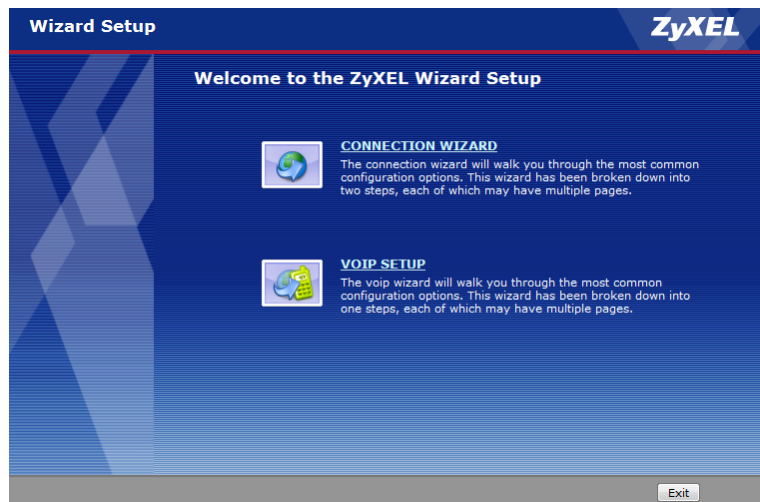 Wizard Setup
ZyXEL
Welcome to the ZyXEL Wizard Setup
CONNECTION WIZARD
The connection wizard will walk you through the most common
configuration options. This wizard has been broken down into
two steps, each of which may have multiple pages.
VOIP SETUP
The voip wizard will walk you through the most common
configuration options. This wizard has been broken down into
one steps, each of which may have multiple pages.
Exit